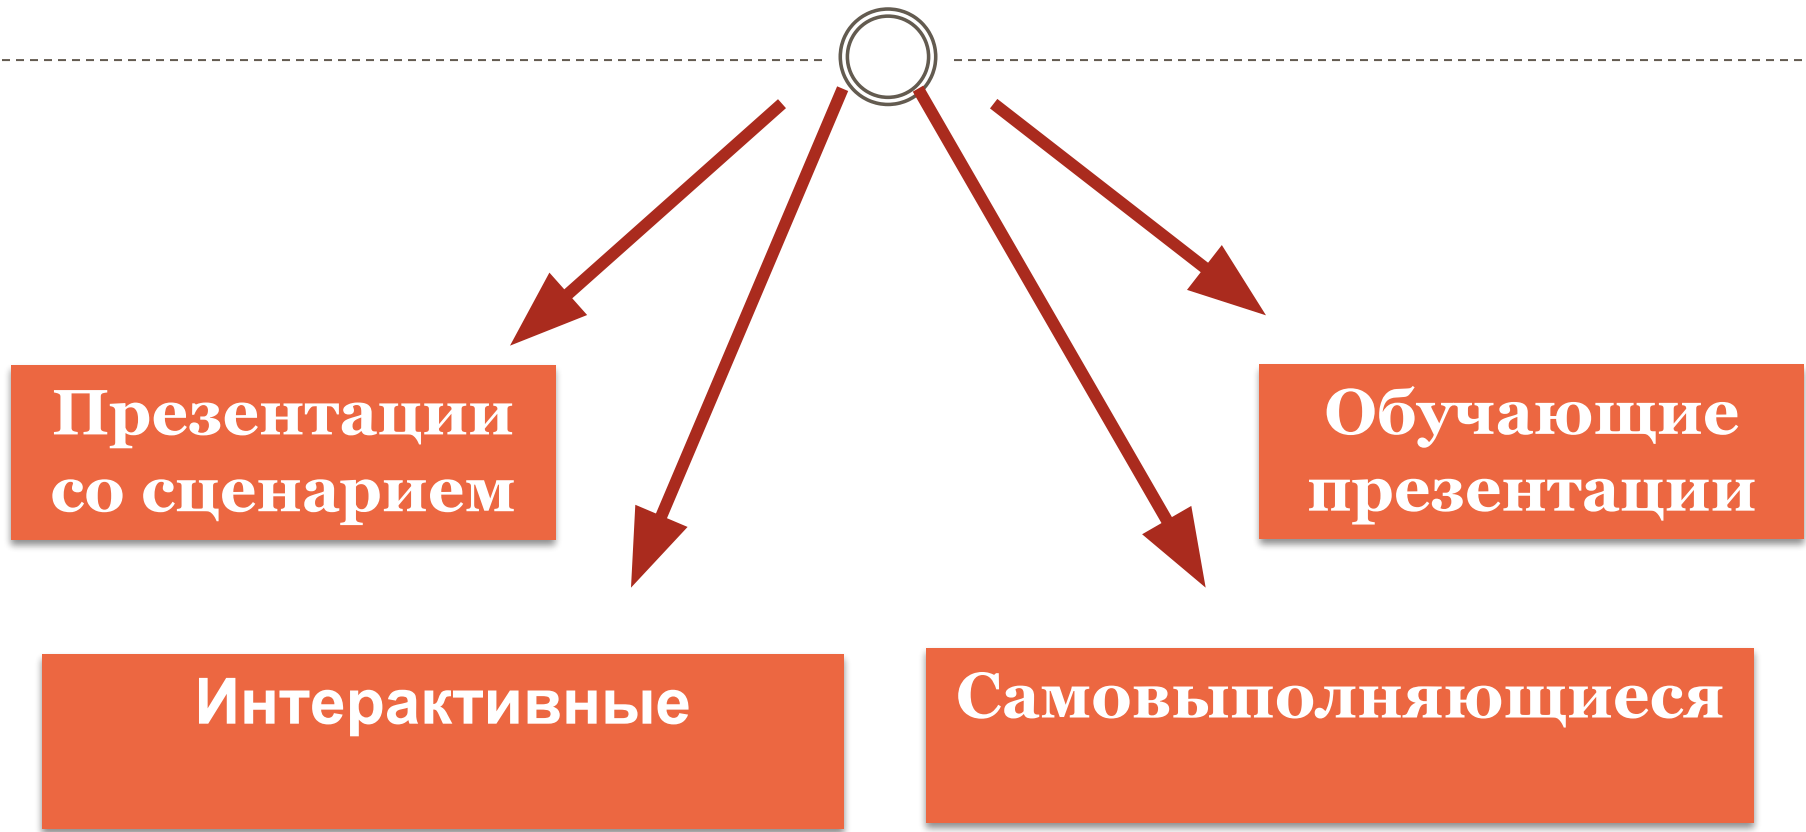 Презентации
со сценарием
Обучающие
презентации
Интерактивные
Самовыполняющиеся